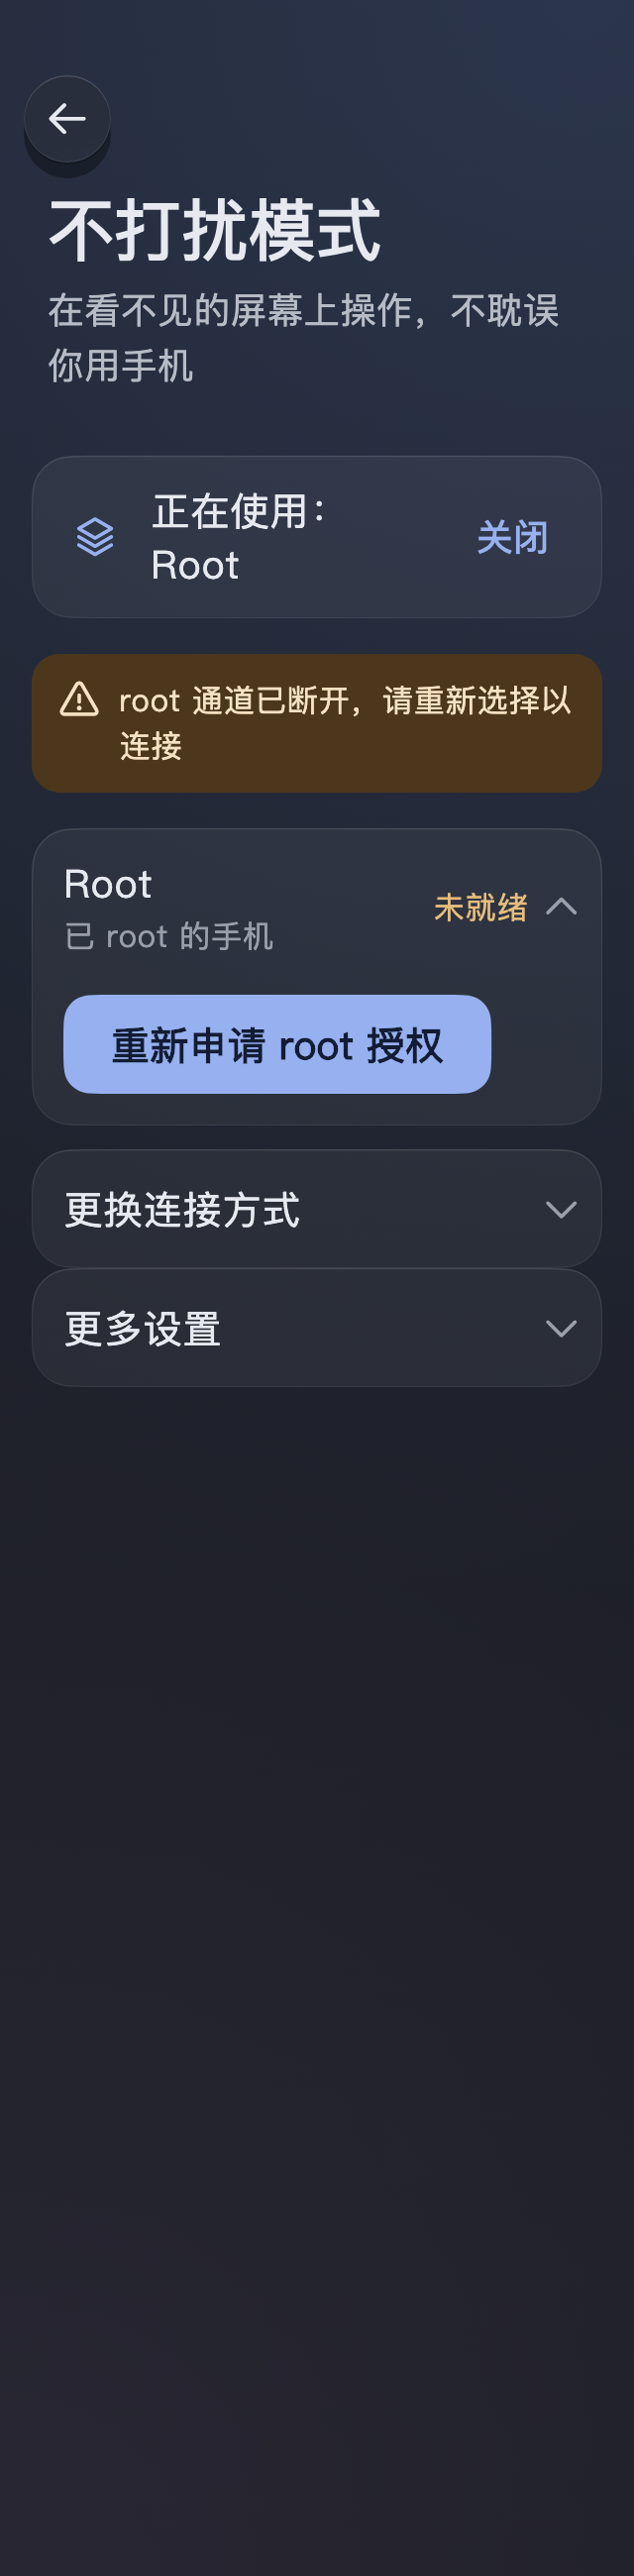 不打扰模式
在看不见的屏幕上操作，不耽误
你用手机
正在使用：
Root
关闭
root 通道已断开，请重新选择以
连接
Root
已 root 的手机
未就绪
重新申请 root 授权
更换连接方式
更多设置